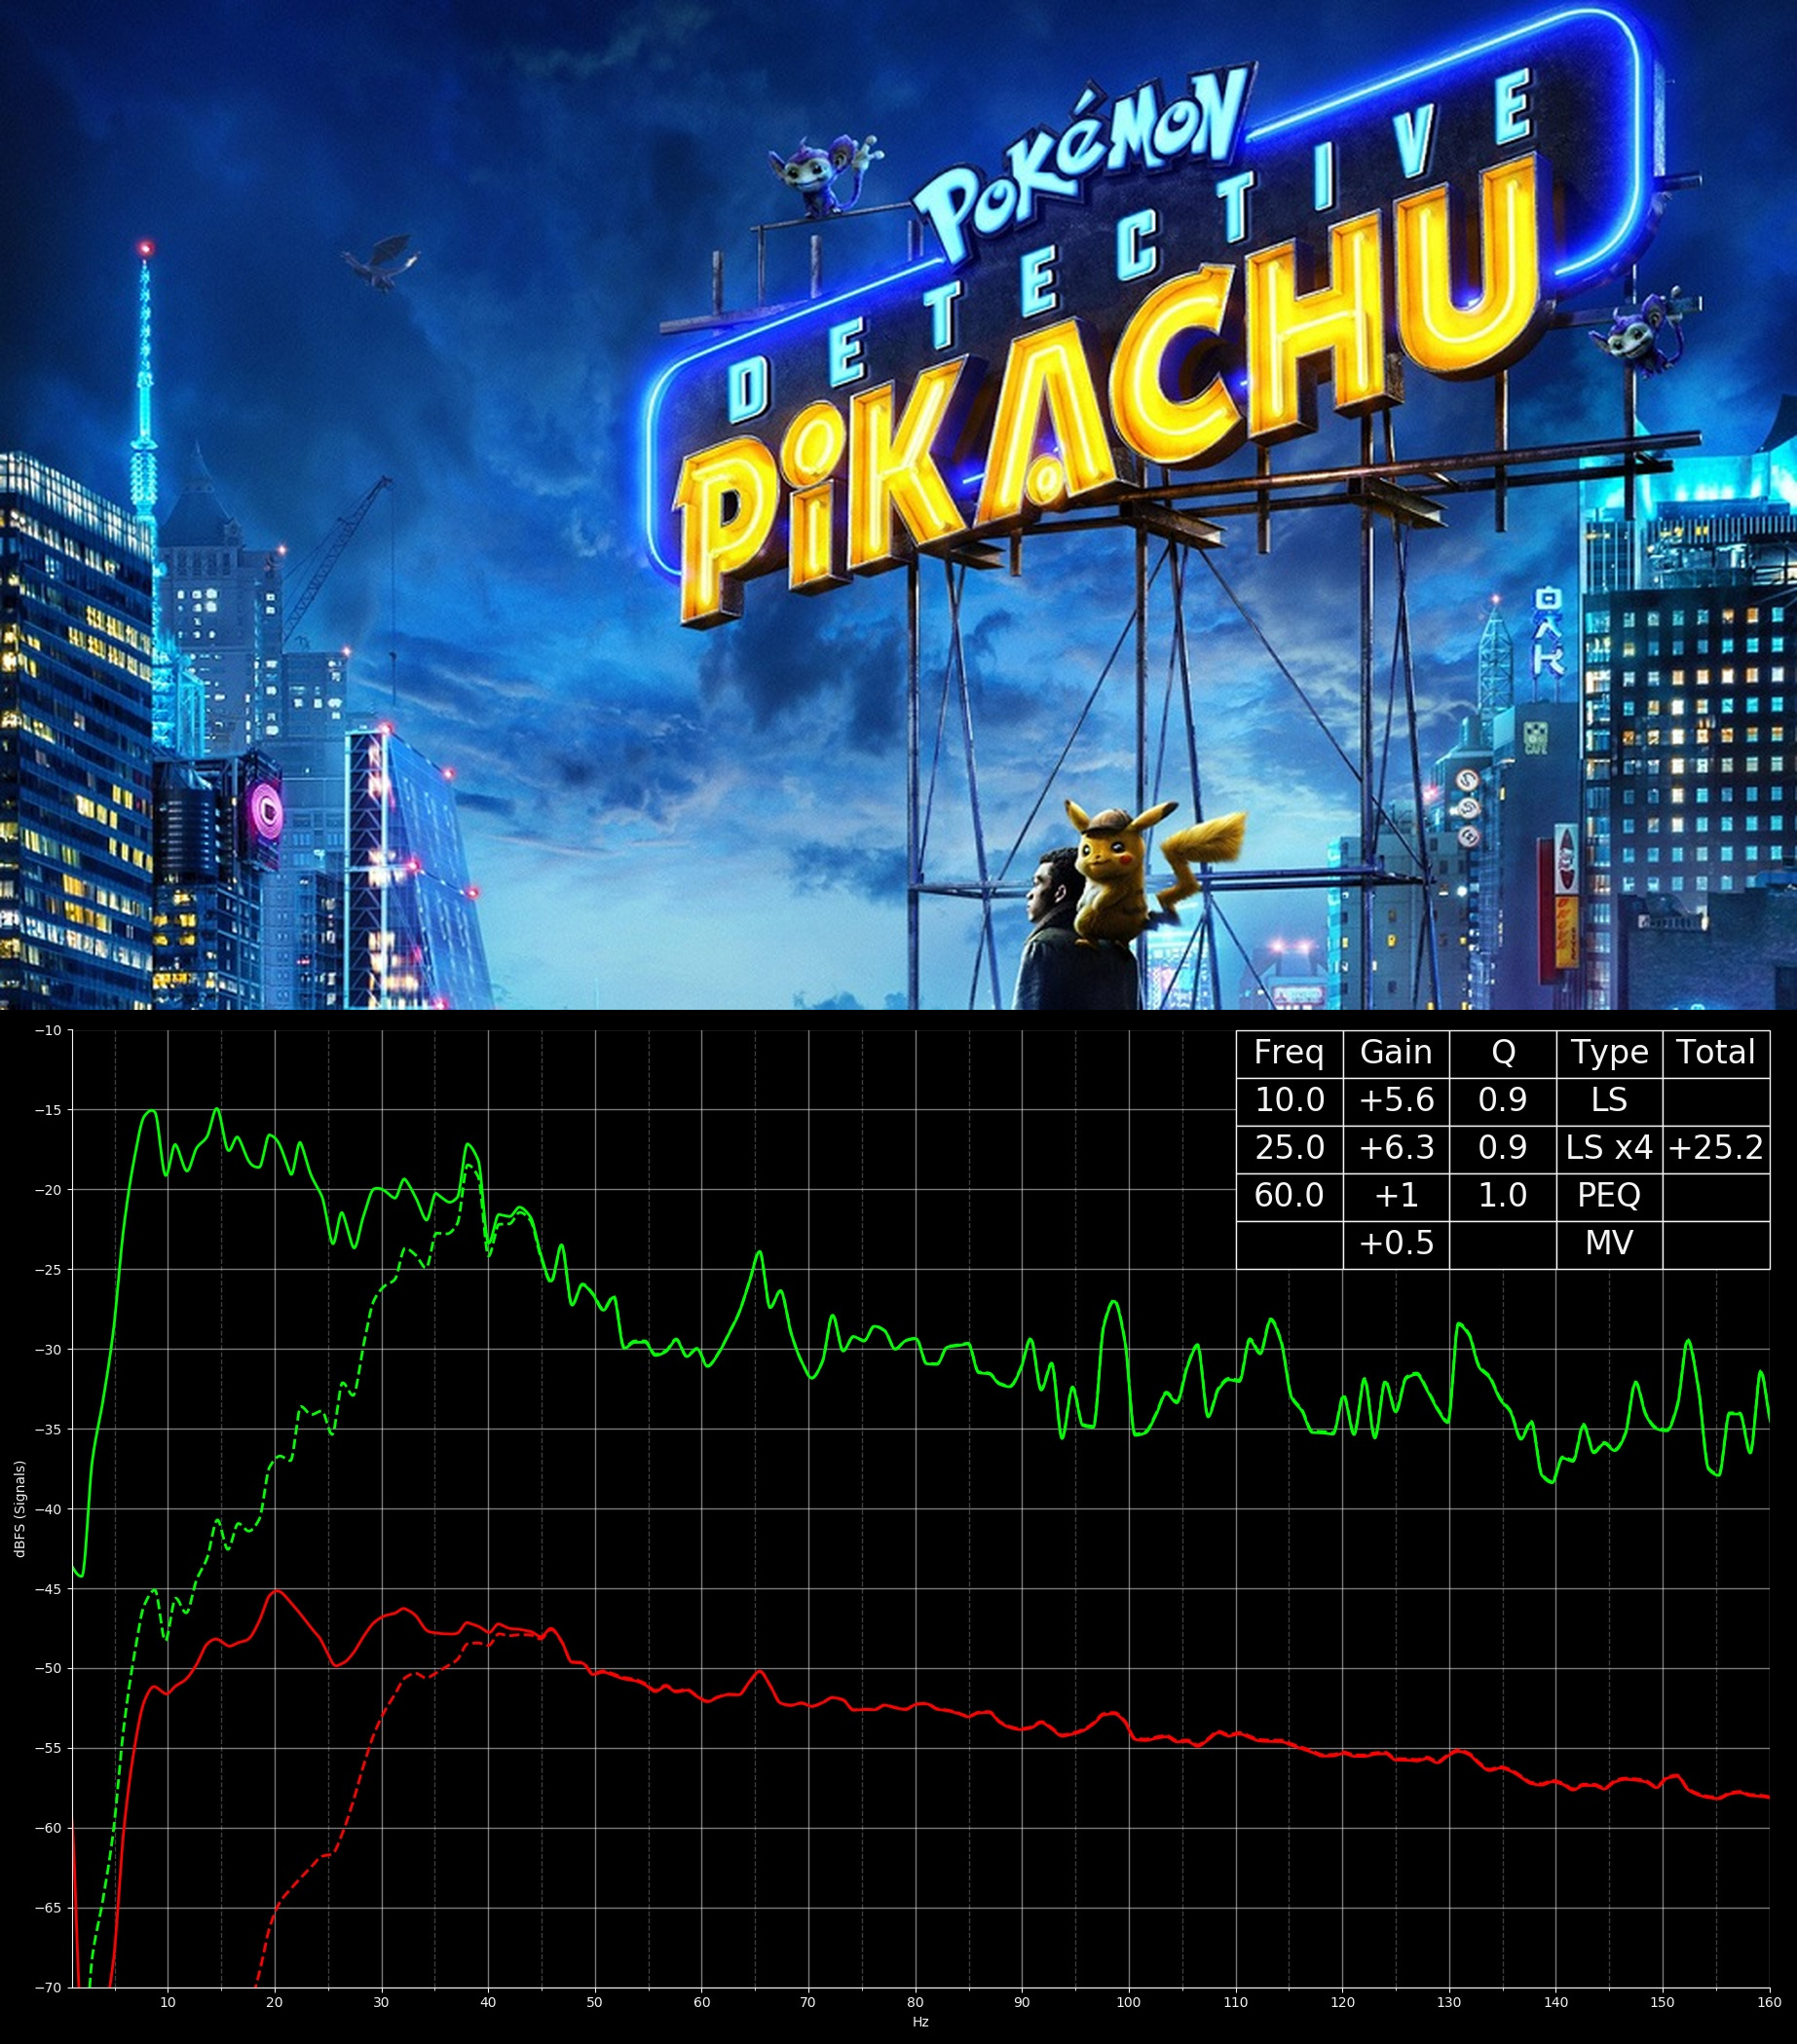 POKéMON
DETECTIVE
PiKACHU
BAR
Freq Gain Q Type Total
10.0 +5.6 0.9 LS
25.0 +6.3 0.9 LS x4 +25.2
60.0 +1 1.0 PEQ
+0.5 MV
−10
−15
−20
−25
−30
−35
−40
−45
−50
−55
−60
−65
−70
dBFS (Signals)
10 20 30 40 50 60 70 80 90 100 110 120 130 140 150 160
Hz